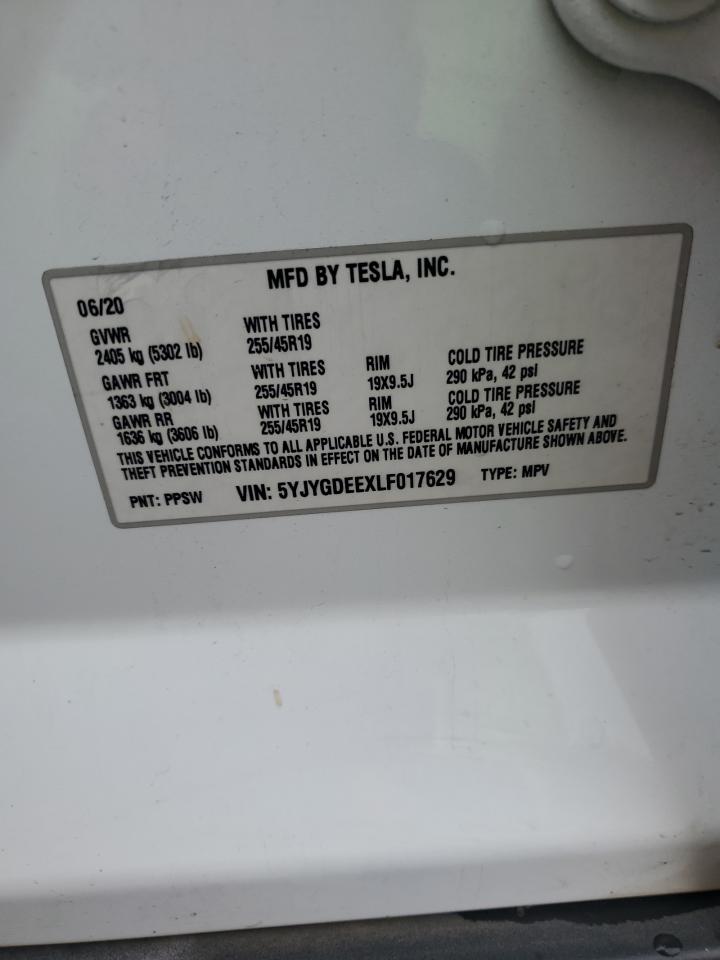 MFD BY TESLA, INC.
06/20
GVWR WITH TIRES
2405 kg (5302 lb) 255/45R19
GAWR FRT WITH TIRES RIM COLD TIRE PRESSURE
1363 kg (3004 lb) 255/45R19 19X9.5J 290 kPa, 42 psi
GAWR RR WITH TIRES RIM COLD TIRE PRESSURE
1636 kg (3606 lb) 255/45R19 19X9.5J 290 kPa, 42 psi
THIS VEHICLE CONFORMS TO ALL APPLICABLE U.S. FEDERAL MOTOR VEHICLE SAFETY AND
THEFT PREVENTION STANDARDS IN EFFECT ON THE DATE OF MANUFACTURE SHOWN ABOVE.
PNT: PPSW VIN: 5YJYGDEEXLF017629 TYPE: MPV